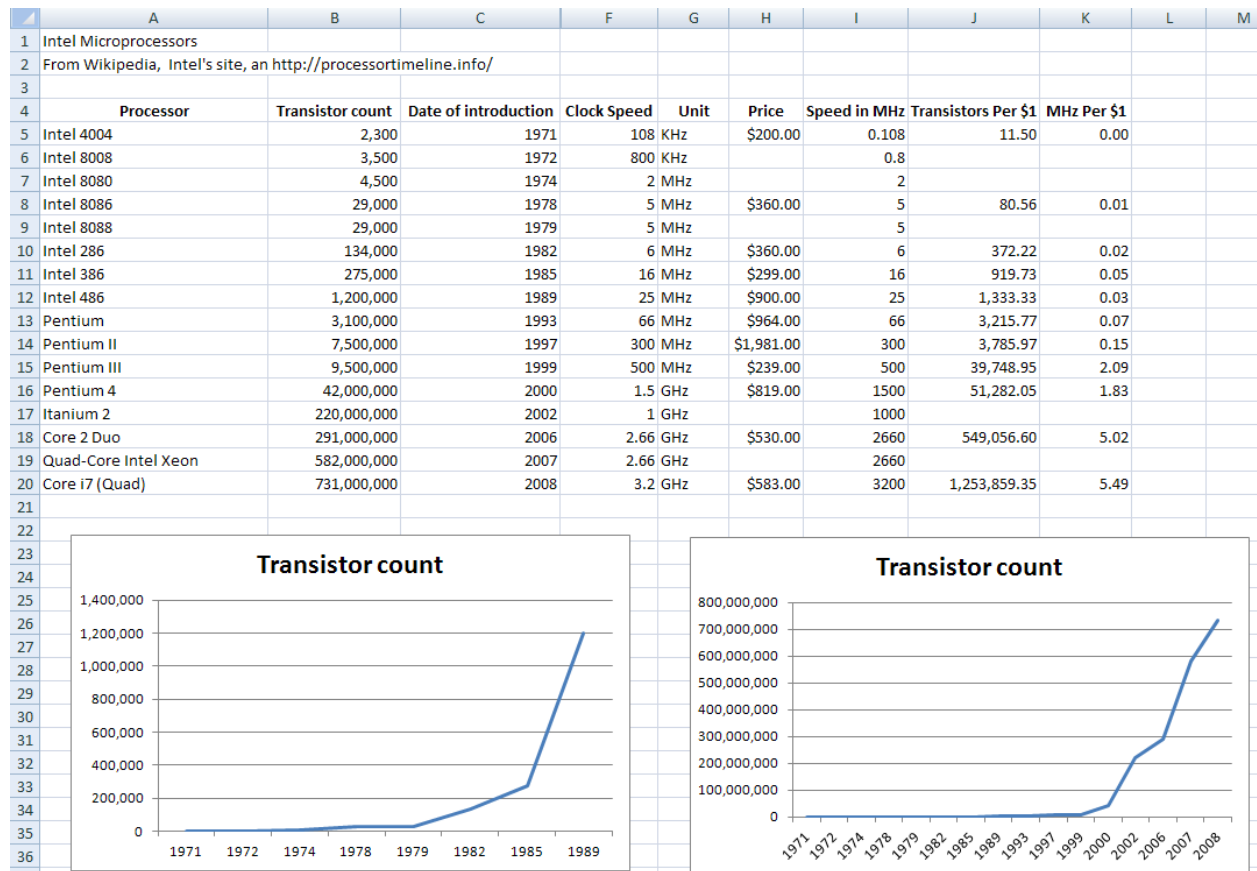 A B C F G H I J K L M
1 Intel Microprocessors
2 From Wikipedia, Intel's site, an http://processortimeline.info/
3
4 Processor Transistor count Date of introduction Clock Speed Unit Price Speed in MHz Transistors Per $1 MHz Per $1
5 Intel 4004 2,300 1971 108 KHz $200.00 0.108 11.50 0.00
6 Intel 8008 3,500 1972 800 KHz 0.8
7 Intel 8080 4,500 1974 2 MHz 2
8 Intel 8086 29,000 1978 5 MHz $360.00 5 80.56 0.01
9 Intel 8088 29,000 1979 5 MHz 5
10 Intel 286 134,000 1982 6 MHz $360.00 6 372.22 0.02
11 Intel 386 275,000 1985 16 MHz $299.00 16 919.73 0.05
12 Intel 486 1,200,000 1989 25 MHz $900.00 25 1,333.33 0.03
13 Pentium 3,100,000 1993 66 MHz $964.00 66 3,215.77 0.07
14 Pentium II 7,500,000 1997 300 MHz $1,981.00 300 3,785.97 0.15
15 Pentium III 9,500,000 1999 500 MHz $239.00 500 39,748.95 2.09
16 Pentium 4 42,000,000 2000 1.5 GHz $819.00 1500 51,282.05 1.83
17 Itanium 2 220,000,000 2002 1 GHz 1000
18 Core 2 Duo 291,000,000 2006 2.66 GHz $530.00 2660 549,056.60 5.02
19 Quad-Core Intel Xeon 582,000,000 2007 2.66 GHz 2660
20 Core i7 (Quad) 731,000,000 2008 3.2 GHz $583.00 3200 1,253,859.35 5.49
21
22
23
24
25
26
27
28
29
30
31
32
33
34
35
36
Transistor count
1,400,000
1,200,000
1,000,000
800,000
600,000
400,000
200,000
0
1971 1972 1974 1978 1979 1982 1985 1989
Transistor count
800,000,000
700,000,000
600,000,000
500,000,000
400,000,000
300,000,000
200,000,000
100,000,000
0
1971 1972 1974 1978 1979 1982 1985 1989 1993 1997 1999 2000 2002 2006 2007 2008